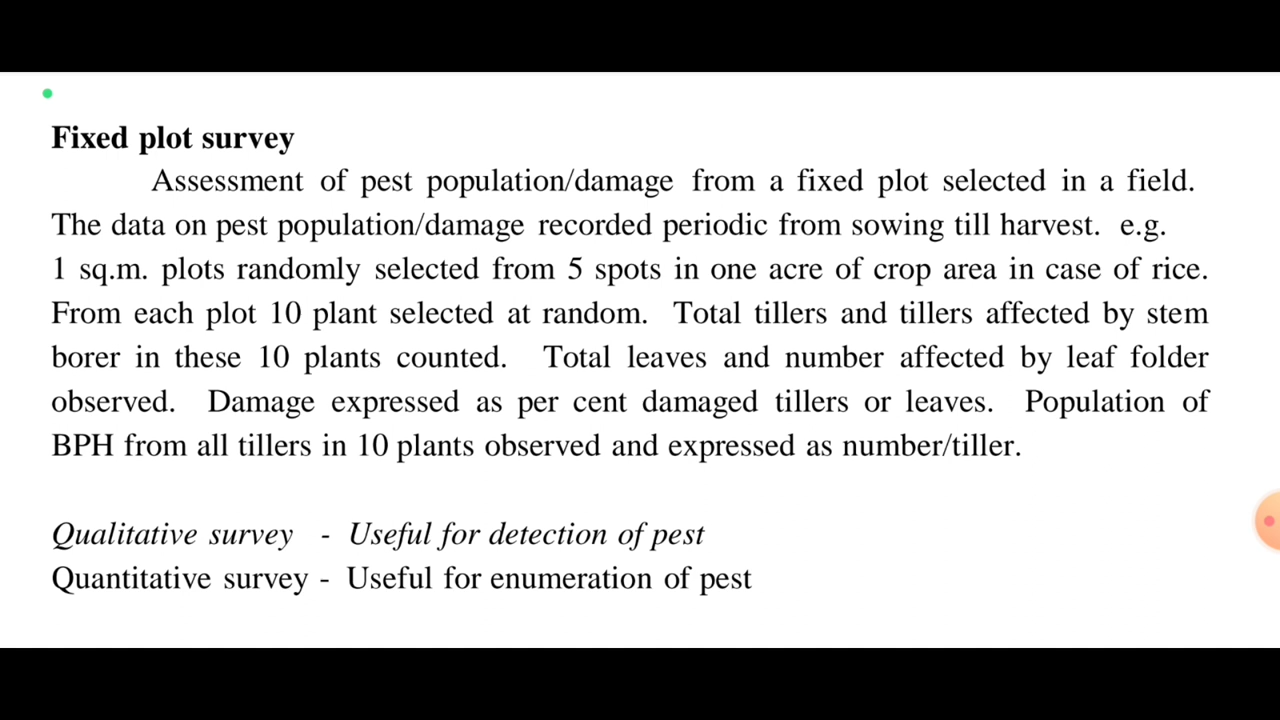 Fixed plot survey
Assessment of pest population/damage from a fixed plot selected in a field.
The data on pest population/damage recorded periodic from sowing till harvest. e.g.
1 sq.m. plots randomly selected from 5 spots in one acre of crop area in case of rice.
From each plot 10 plant selected at random. Total tillers and tillers affected by stem
borer in these 10 plants counted. Total leaves and number affected by leaf folder
observed. Damage expressed as per cent damaged tillers or leaves. Population of
BPH from all tillers in 10 plants observed and expressed as number/tiller.
Qualitative survey - Useful for detection of pest
Quantitative survey - Useful for enumeration of pest